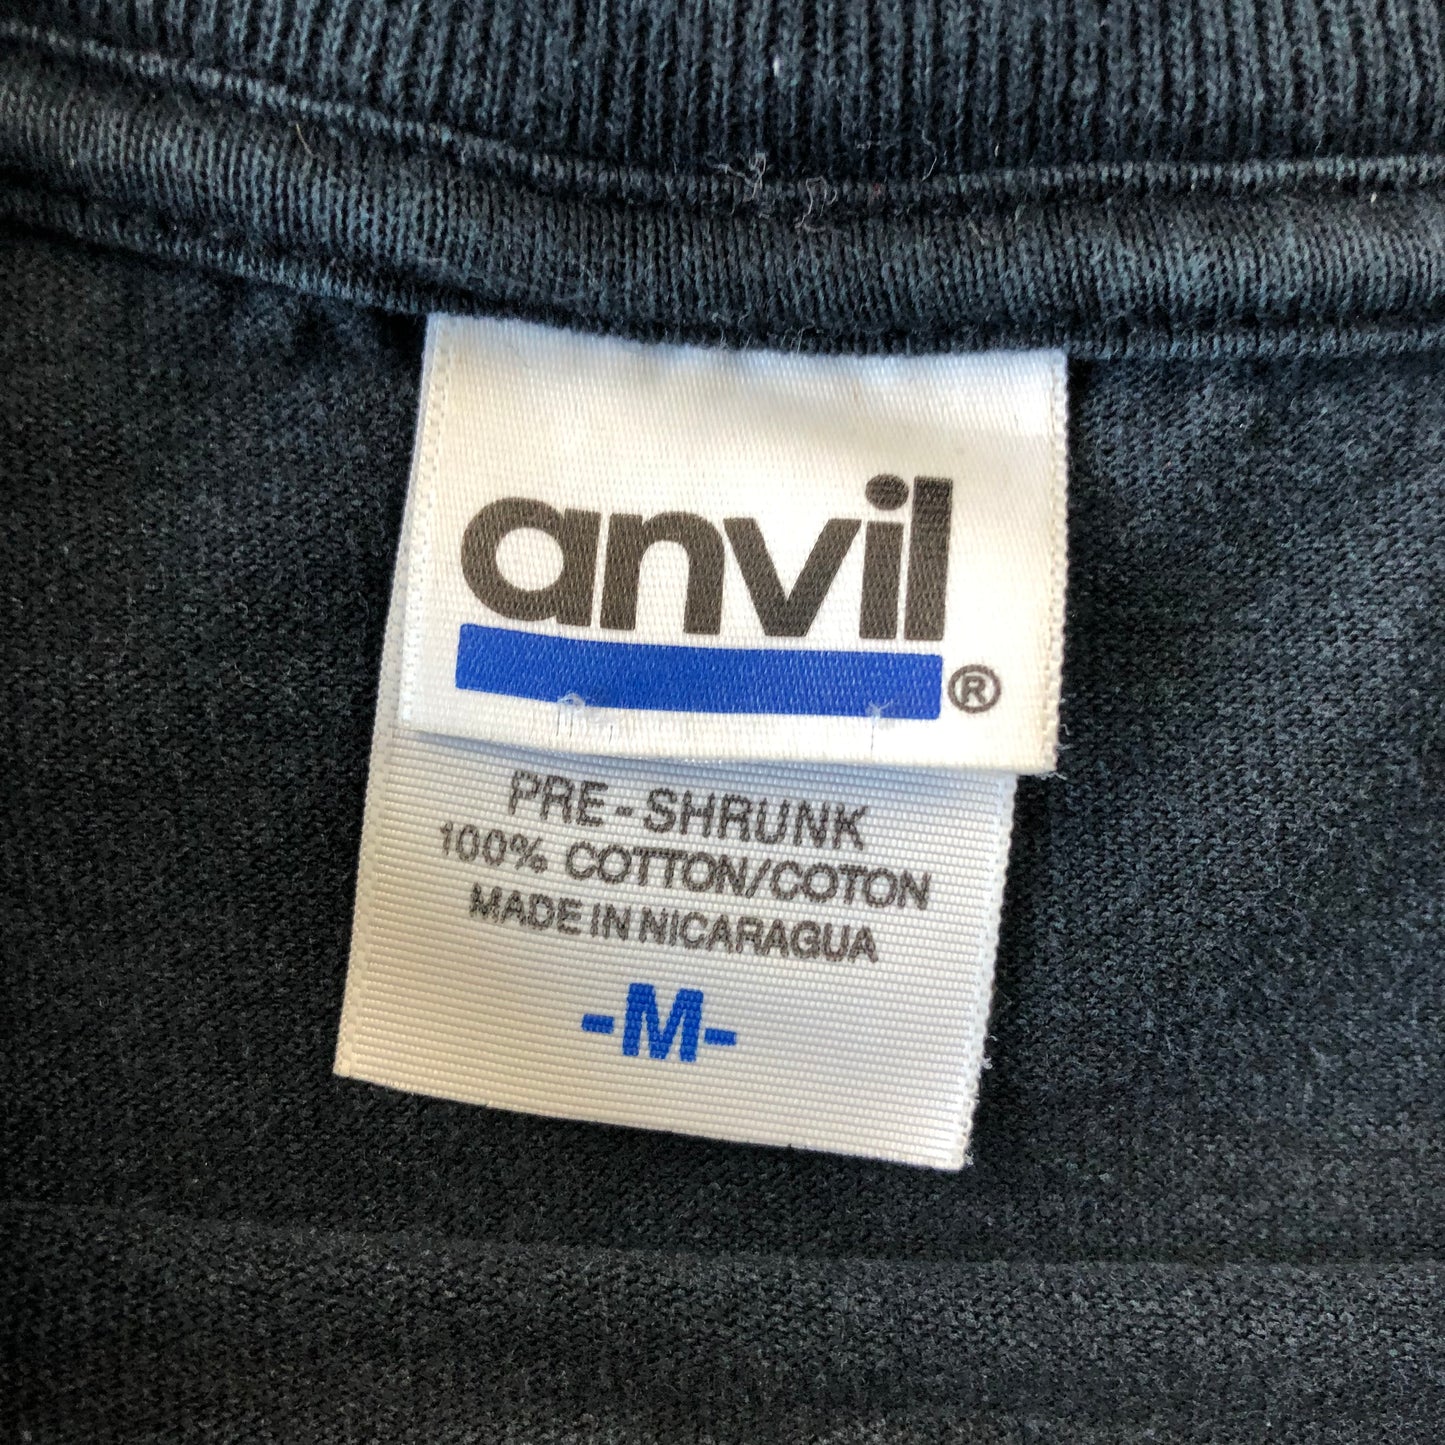 anvil®
PRE-SHRUNK
100% COTTON/COTON
MADE IN NICARAGUA
-M-